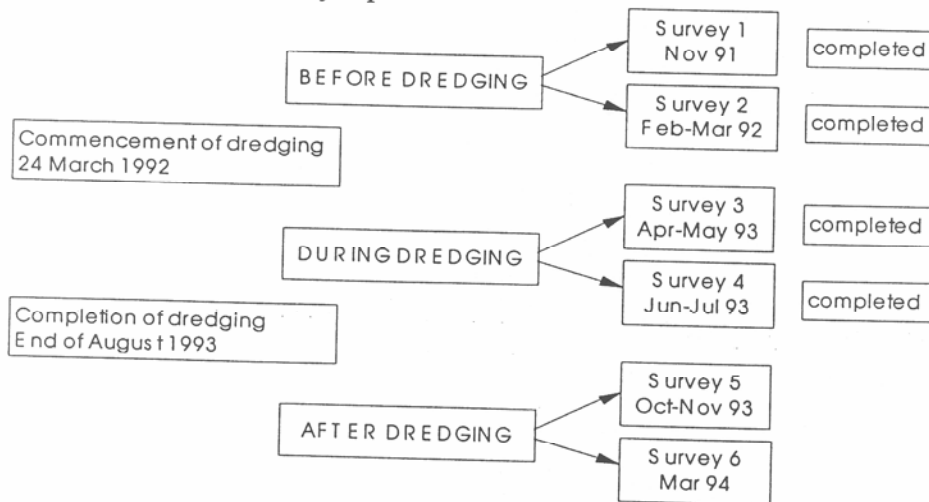 Survey 1
Nov 91
completed
BEFORE DREDGING
Survey 2
Feb-Mar 92
completed
Commencement of dredging
24 March 1992
Survey 3
Apr-May 93
completed
DURING DREDGING
Survey 4
Jun-Jul 93
completed
Completion of dredging
End of August 1993
Survey 5
Oct-Nov 93
AFTER DREDGING
Survey 6
Mar 94